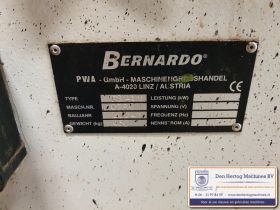 BERNARDO®
PWA - GmbH - MASCHINENGROSSHANDEL
A-4020 LINZ / AUSTRIA
TYPE
LEISTUNG (kW)
MASCH.NR.
SPANNUNG (V)
BAUJAHR
FREQUENZ (Hz)
GEWICHT (kg)
NENNSTROM (A)
CE
Den Hertog Machines BV